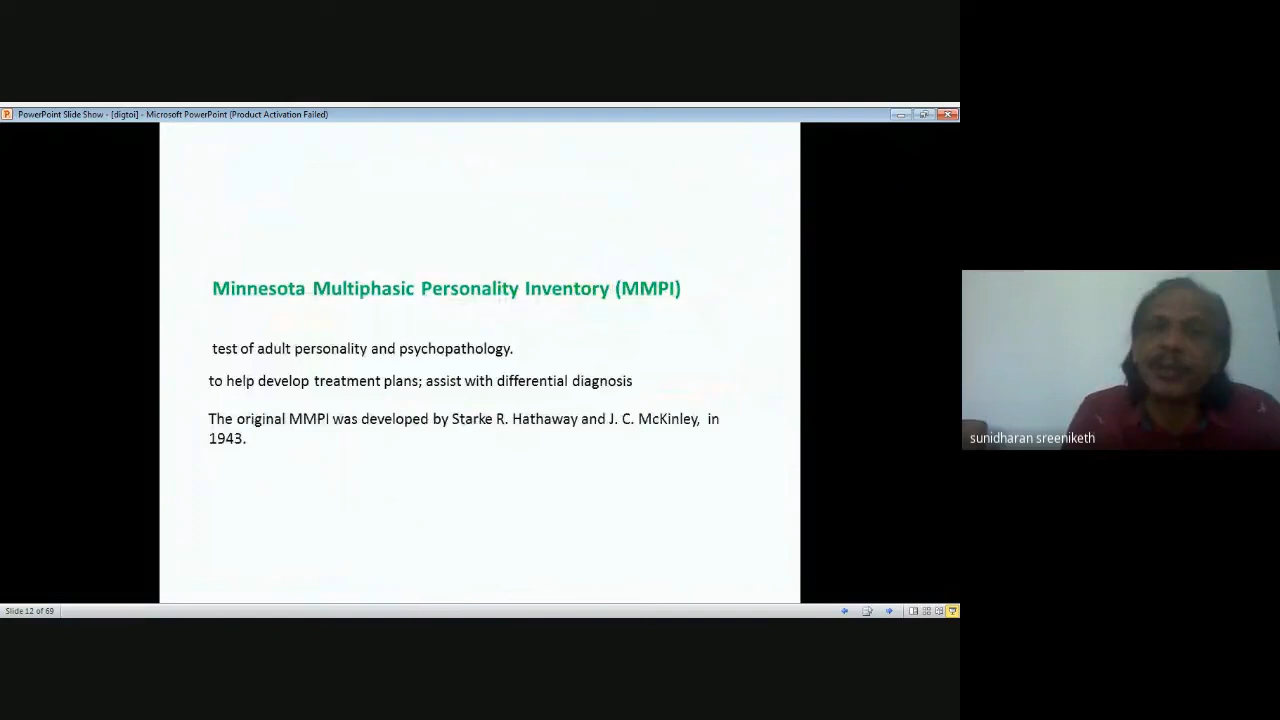 PowerPoint Slide Show - [digtoi] - Microsoft PowerPoint (Product Activation Failed)
Minnesota Multiphasic Personality Inventory (MMPI)
test of adult personality and psychopathology.
to help develop treatment plans; assist with differential diagnosis
The original MMPI was developed by Starke R. Hathaway and J. C. McKinley, in
1943.
sunidharan sreeniketh
Slide 12 of 69